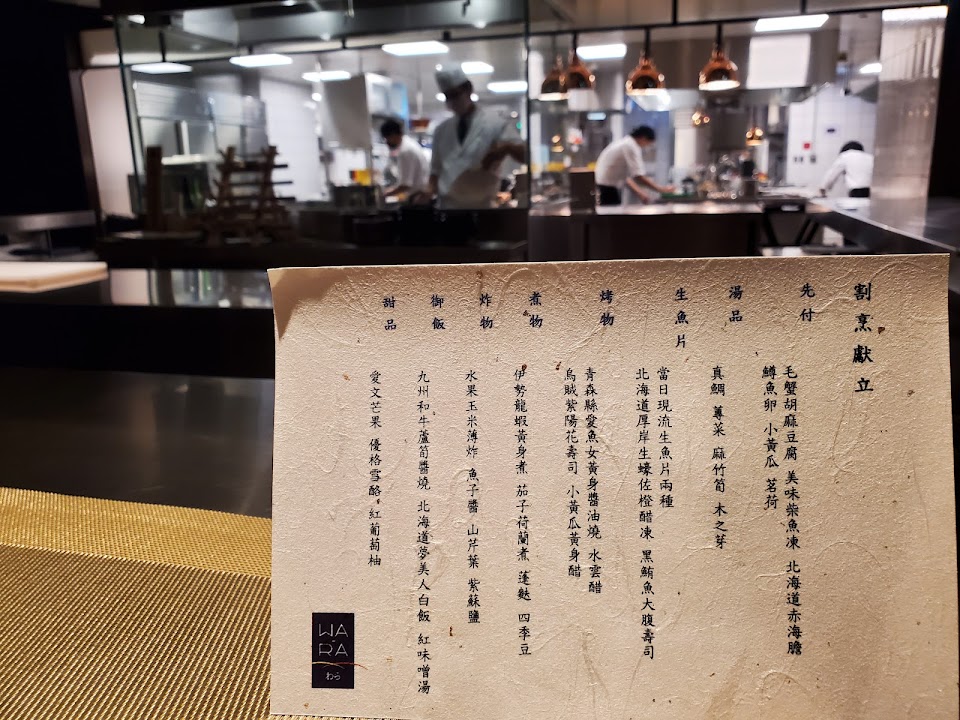 割烹獻立
先付
毛蟹胡麻豆腐 美味柴魚凍 北海道赤海膽
鱒魚卵 小黃瓜 茗荷
湯品
真鯛 蓴菜 麻竹筍 木之芽
生魚片
當日現流生魚片兩種
北海道厚岸生蠔佐橙醋凍 黑鮪魚大腹壽司
烤物
青森縣愛魚女黃身醬油燒 水雲醋
烏賊紫陽花壽司 小黃瓜黃身醋
煮物
伊勢龍蝦黃身煮 茄子荷蘭煮 蓬麩 四季豆
炸物
水果玉米薄炸 魚子醬 山芹葉 紫蘇鹽
御飯
九州和牛蘆筍醬燒 北海道夢美人白飯 紅味噌湯
甜品
愛文芒果 優格雪酪 紅葡萄柚
WA
RA
わら